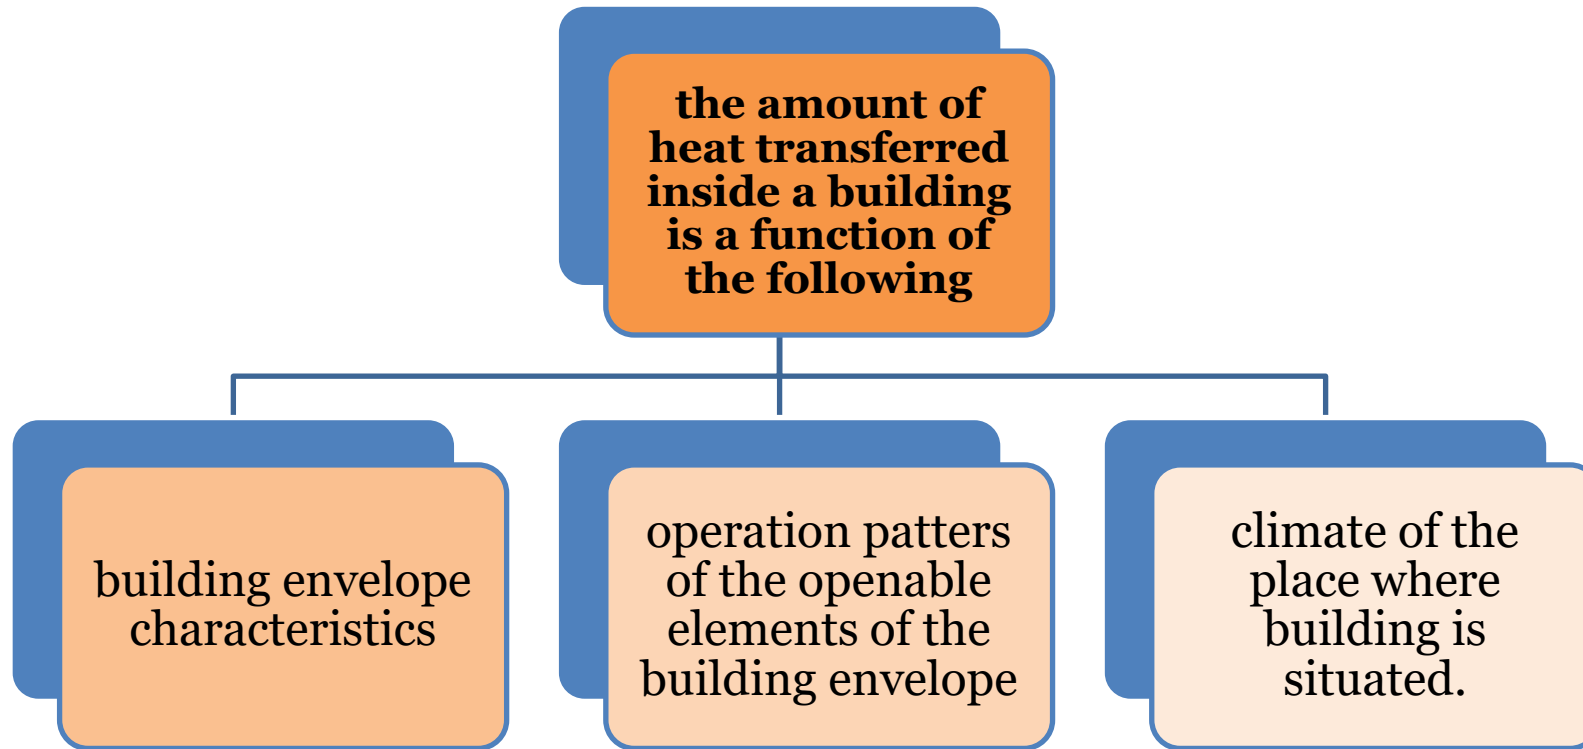 the amount of
heat transferred
inside a building
is a function of
the following
building envelope
characteristics
operation patters
of the openable
elements of the
building envelope
climate of the
place where
building is
situated.